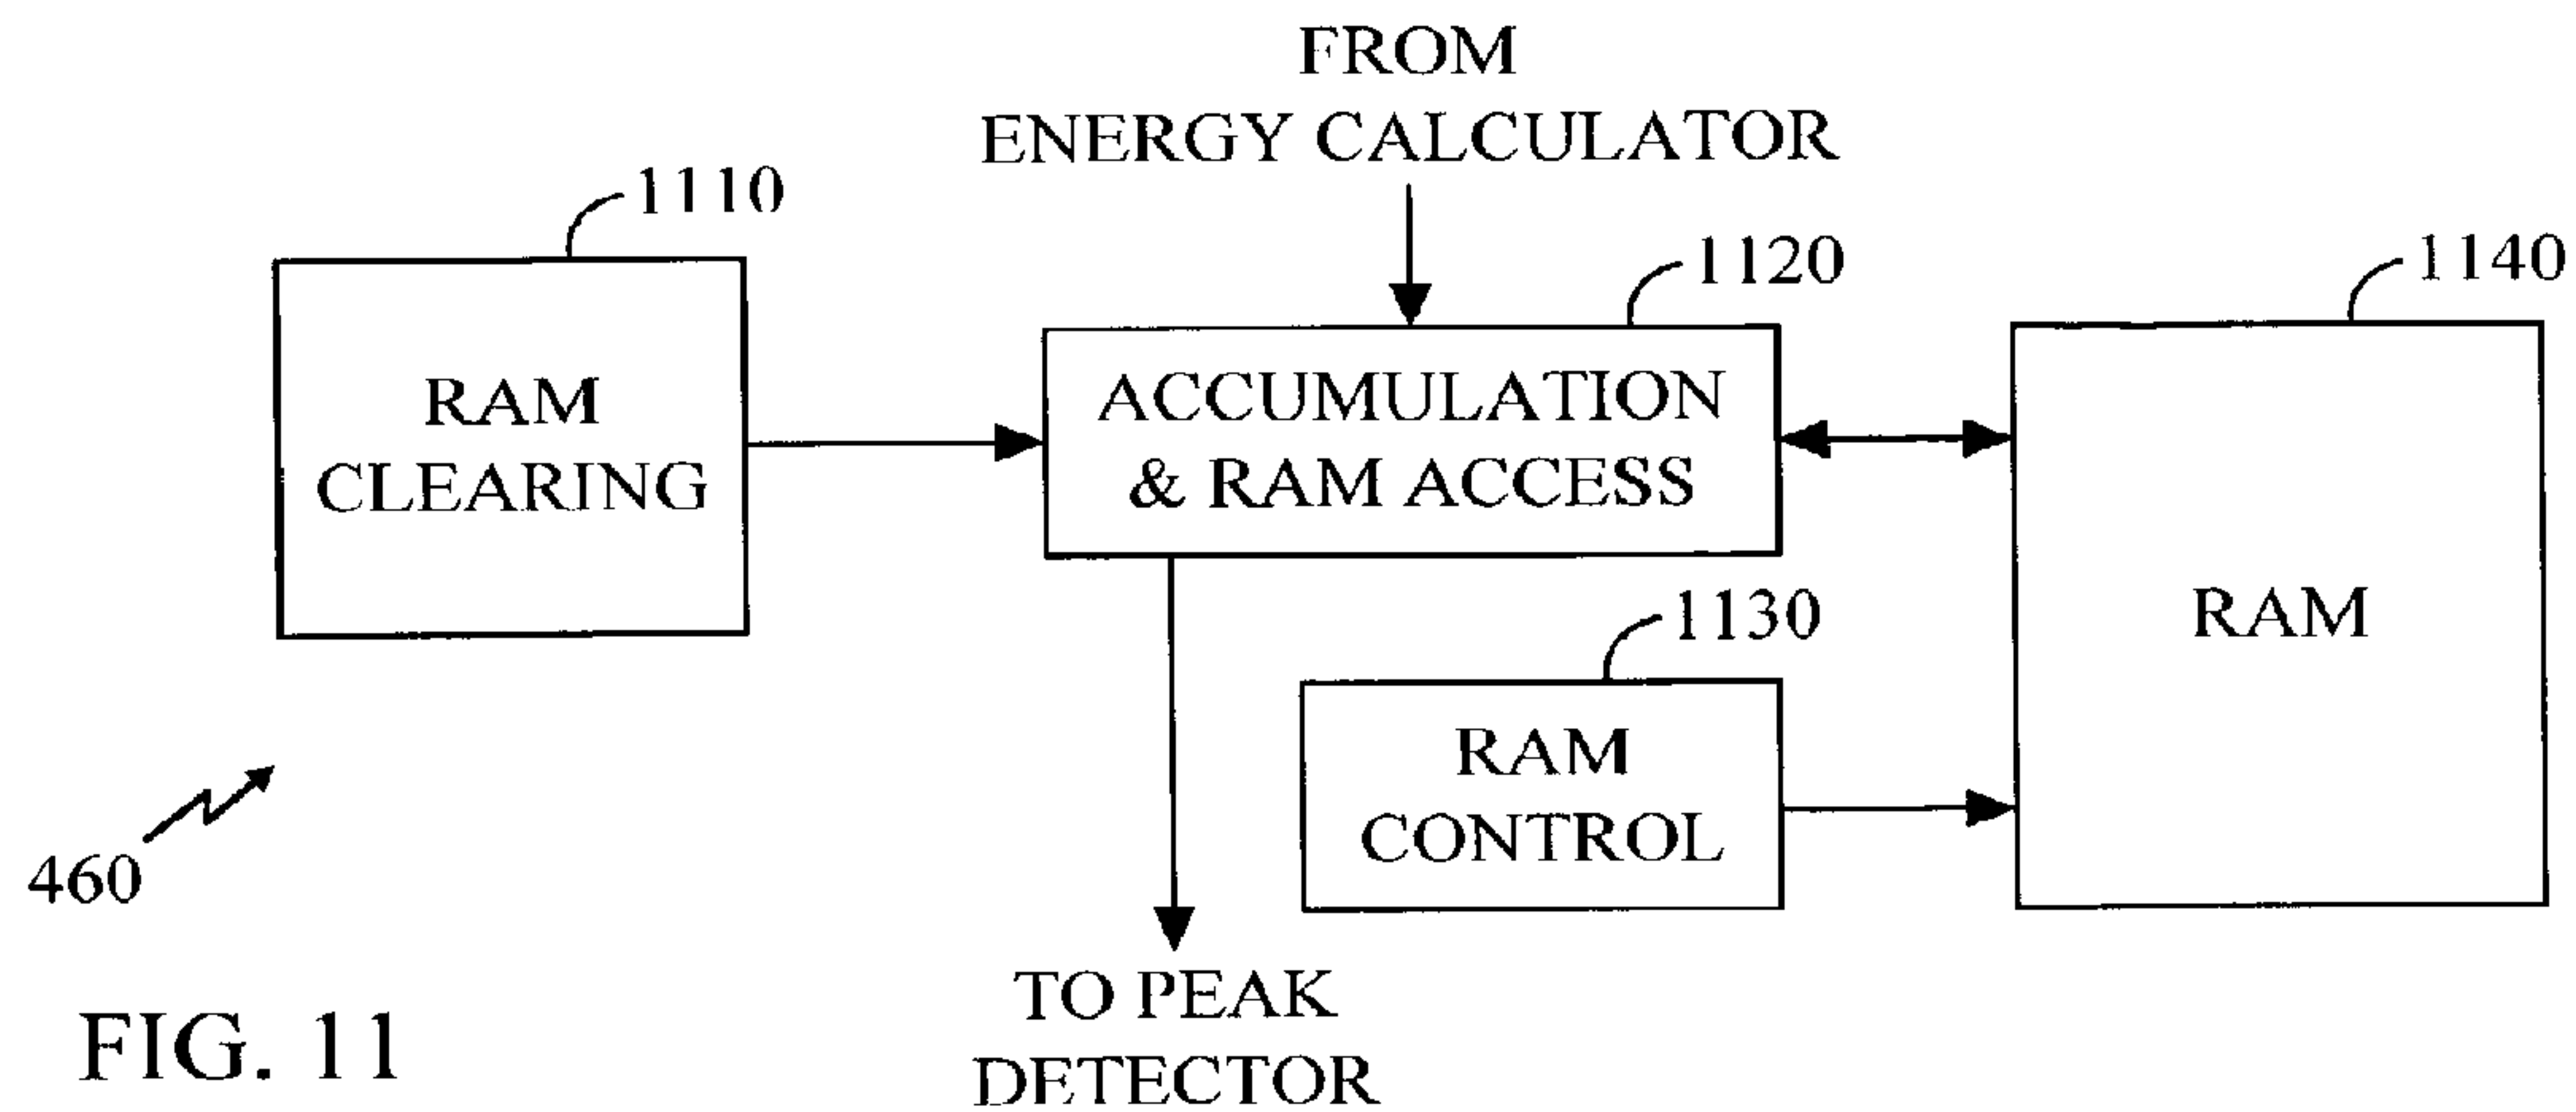 FROM
ENERGY CALCULATOR
1110
1120
1140
RAM
CLEARING
ACCUMULATION
& RAM ACCESS
RAM
1130
RAM
CONTROL
460
TO PEAK
DETECTOR
FIG. 11